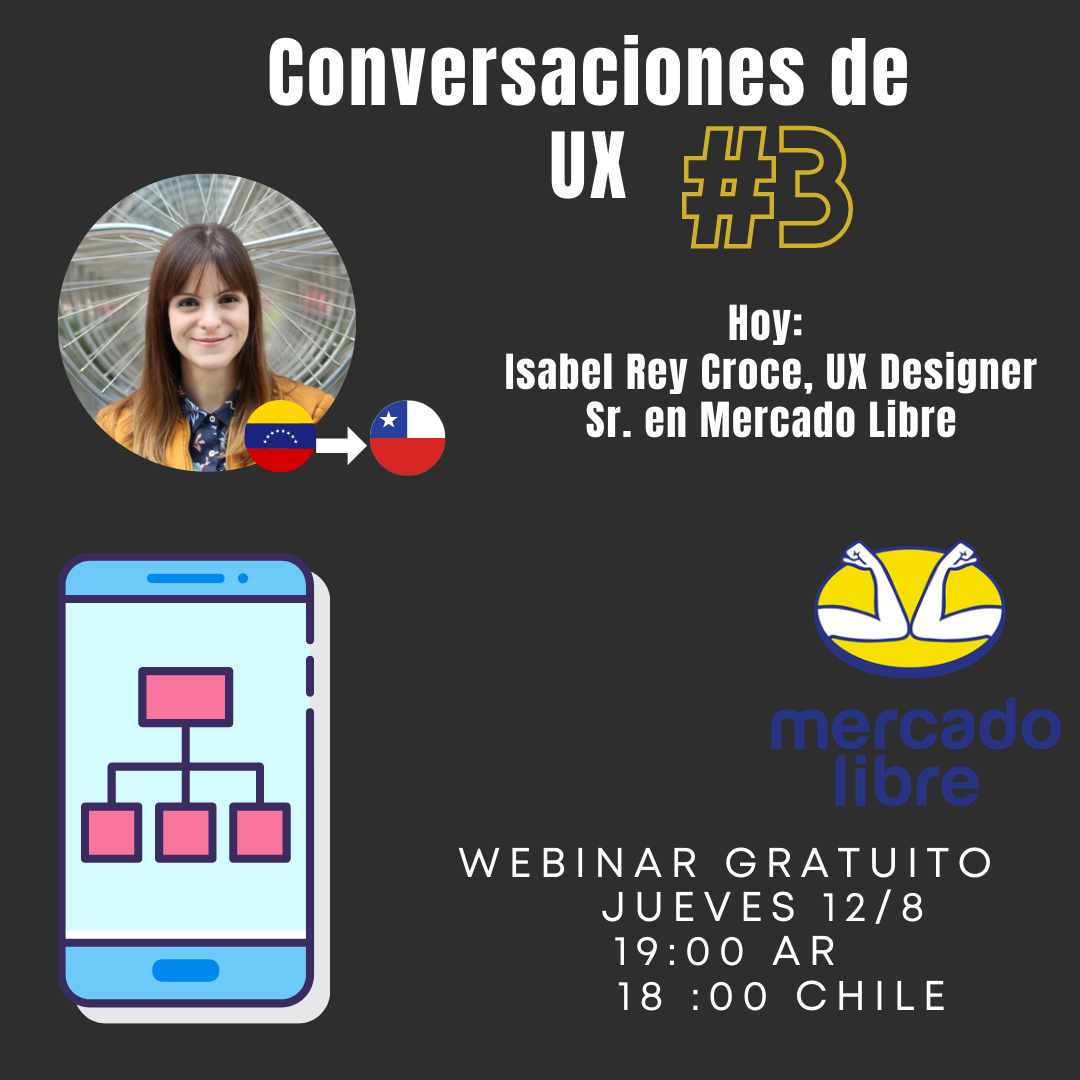 Conversaciones de
UX #3
Hoy:
Isabel Rey Croce, UX Designer
Sr. en Mercado Libre
mercado
libre
WEBINAR GRATUITO
JUEVES 12/8
19:00 AR
18 :00 CHILE